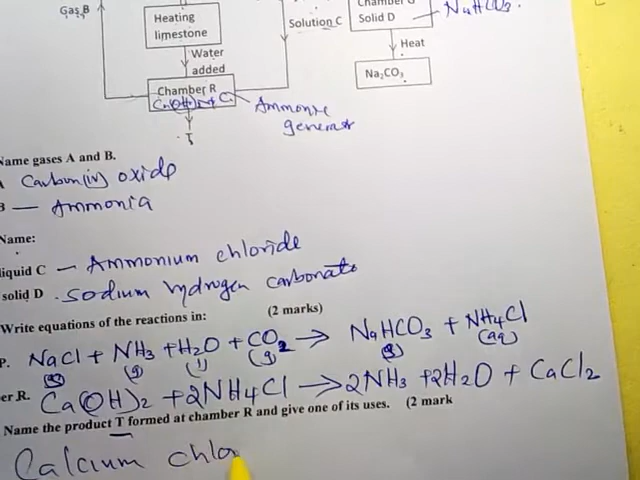 Gas B
Heating
limestone
Water
added
Solution C
Solid D
NaHCO3.
Heat
Na2CO3
Chamber R
Ammonia
generator
T
Name gases A and B.
Carbon(iv) oxide
B — Ammonia
Name:
liquid C – Ammonium chloride
solid D . Sodium hydrogen carbonate
Write equations of the reactions in: (2 marks)
P. NaCl + NH3 + H2O + CO2 → NaHCO3 + NH4Cl
(g) (l) (g) (s) (aq)
er R. Ca(OH)2 + 2NH4Cl → 2NH3 + 2H2O + CaCl2
Name the product T formed at chamber R and give one of its uses. (2 mark
Calcium chlo